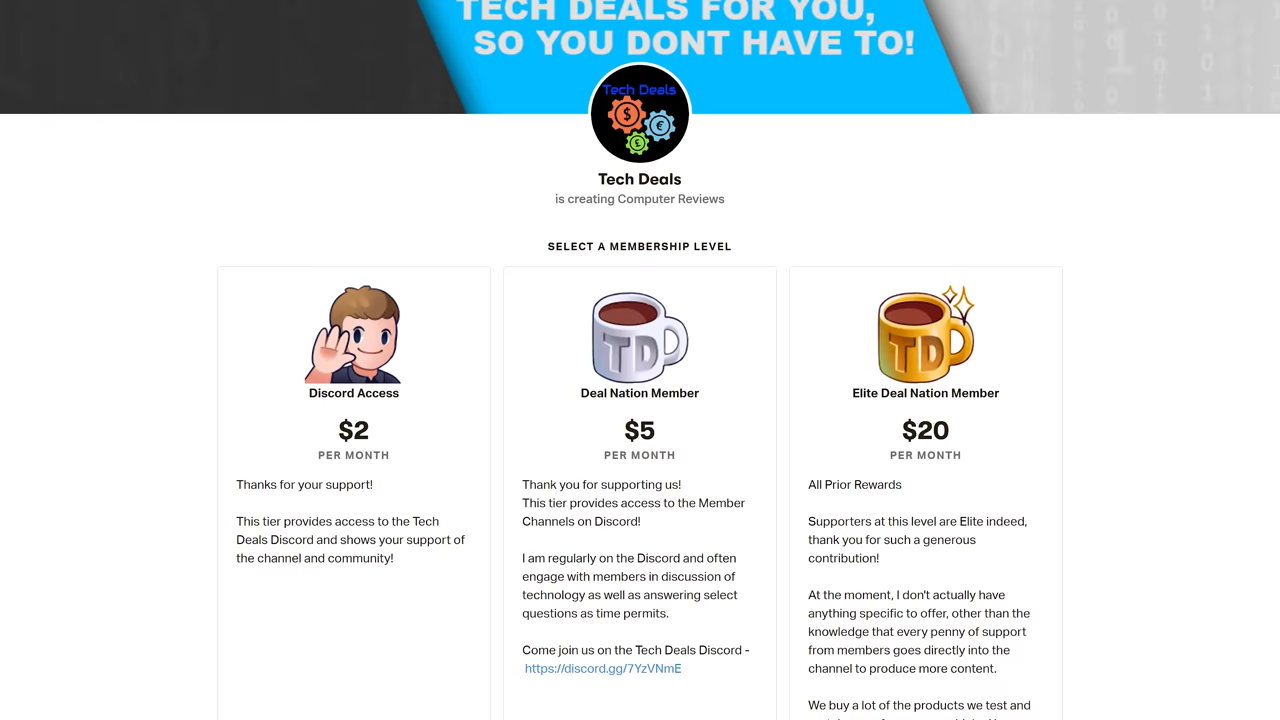 TECH DEALS FOR YOU,
SO YOU DONT HAVE TO!
Tech Deals
$
€
£
Tech Deals
is creating Computer Reviews
SELECT A MEMBERSHIP LEVEL
Discord Access
$2
PER MONTH
Thanks for your support!
This tier provides access to the Tech
Deals Discord and shows your support of
the channel and community!
TD
Deal Nation Member
$5
PER MONTH
Thank you for supporting us!
This tier provides access to the Member
Channels on Discord!
I am regularly on the Discord and often
engage with members in discussion of
technology as well as answering select
questions as time permits.
Come join us on the Tech Deals Discord -
https://discord.gg/7YzVNmE
TD
Elite Deal Nation Member
$20
PER MONTH
All Prior Rewards
Supporters at this level are Elite indeed,
thank you for such a generous
contribution!
At the moment, I don't actually have
anything specific to offer, other than the
knowledge that every penny of support
from members goes directly into the
channel to produce more content.
We buy a lot of the products we test and